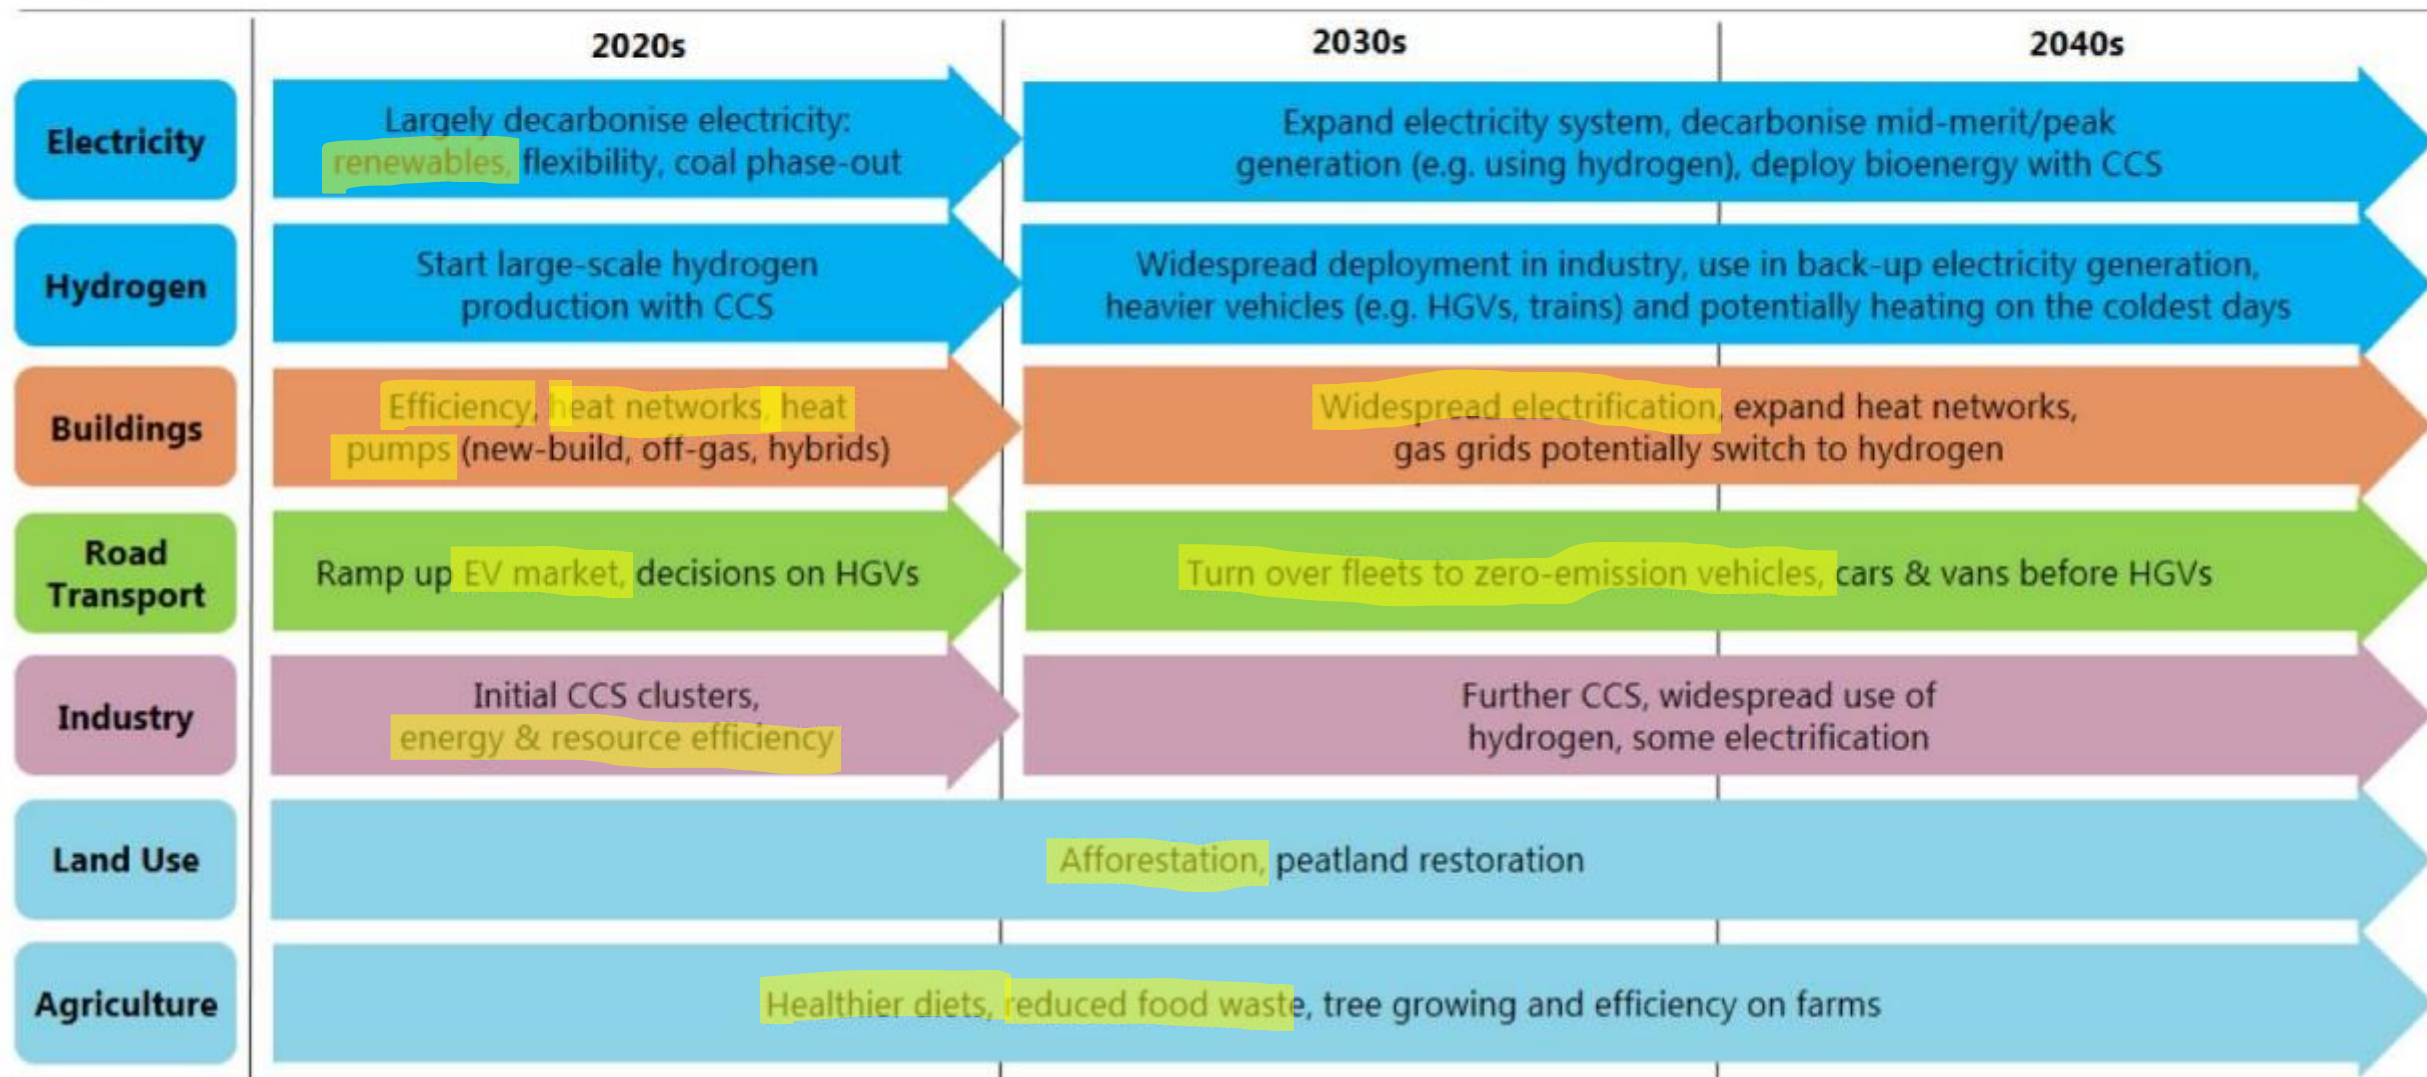 2020s
2030s
2040s
Electricity
Largely decarbonise electricity:
renewables, flexibility, coal phase-out
Expand electricity system, decarbonise mid-merit/peak
generation (e.g. using hydrogen), deploy bioenergy with CCS
Hydrogen
Start large-scale hydrogen
production with CCS
Widespread deployment in industry, use in back-up electricity generation,
heavier vehicles (e.g. HGVs, trains) and potentially heating on the coldest days
Buildings
Efficiency, heat networks, heat
pumps (new-build, off-gas, hybrids)
Widespread electrification, expand heat networks,
gas grids potentially switch to hydrogen
Road
Transport
Ramp up EV market, decisions on HGVs
Turn over fleets to zero-emission vehicles, cars & vans before HGVs
Industry
Initial CCS clusters,
energy & resource efficiency
Further CCS, widespread use of
hydrogen, some electrification
Land Use
Afforestation, peatland restoration
Agriculture
Healthier diets, reduced food waste, tree growing and efficiency on farms